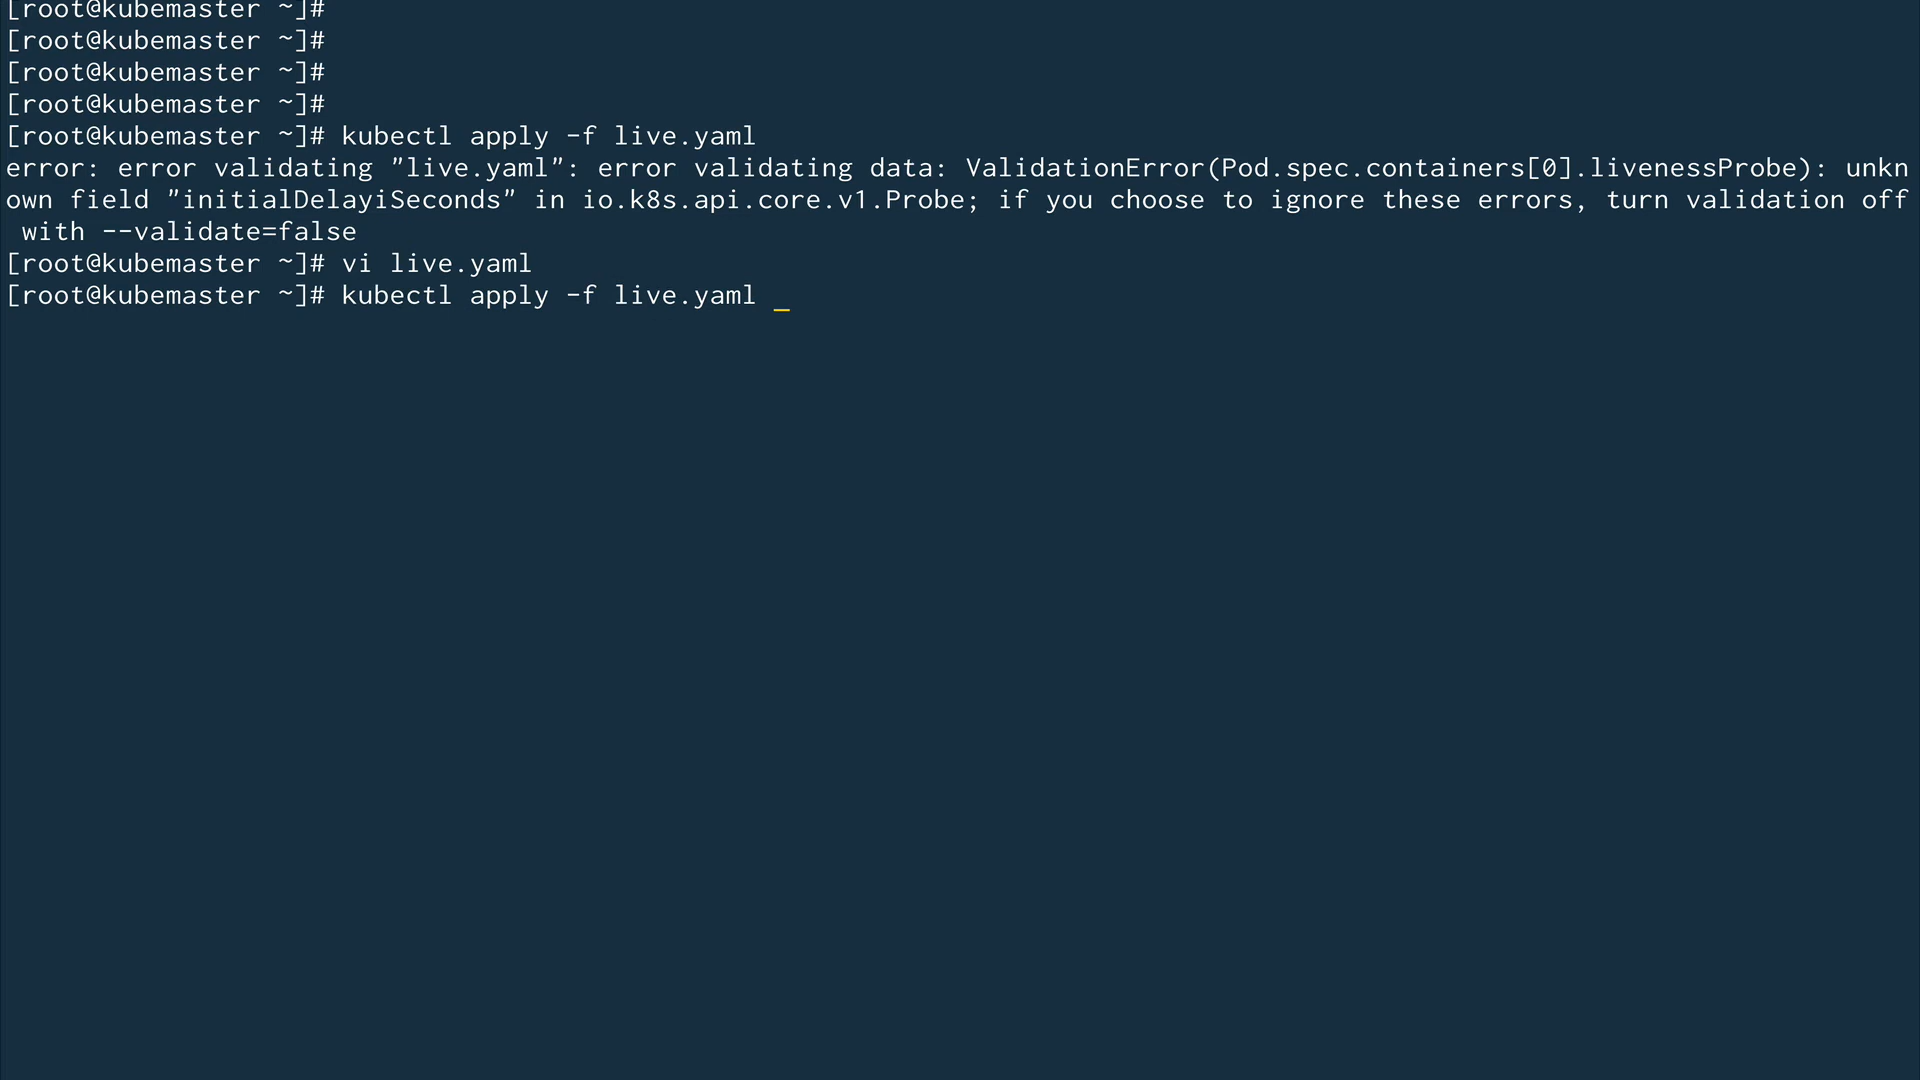 [root@kubemaster ~]#
[root@kubemaster ~]#
[root@kubemaster ~]#
[root@kubemaster ~]#
[root@kubemaster ~]# kubectl apply -f live.yaml
error: error validating "live.yaml": error validating data: ValidationError(Pod.spec.containers[0].livenessProbe): unkn
own field "initialDelayiSeconds" in io.k8s.api.core.v1.Probe; if you choose to ignore these errors, turn validation off
 with --validate=false
[root@kubemaster ~]# vi live.yaml
[root@kubemaster ~]# kubectl apply -f live.yaml _